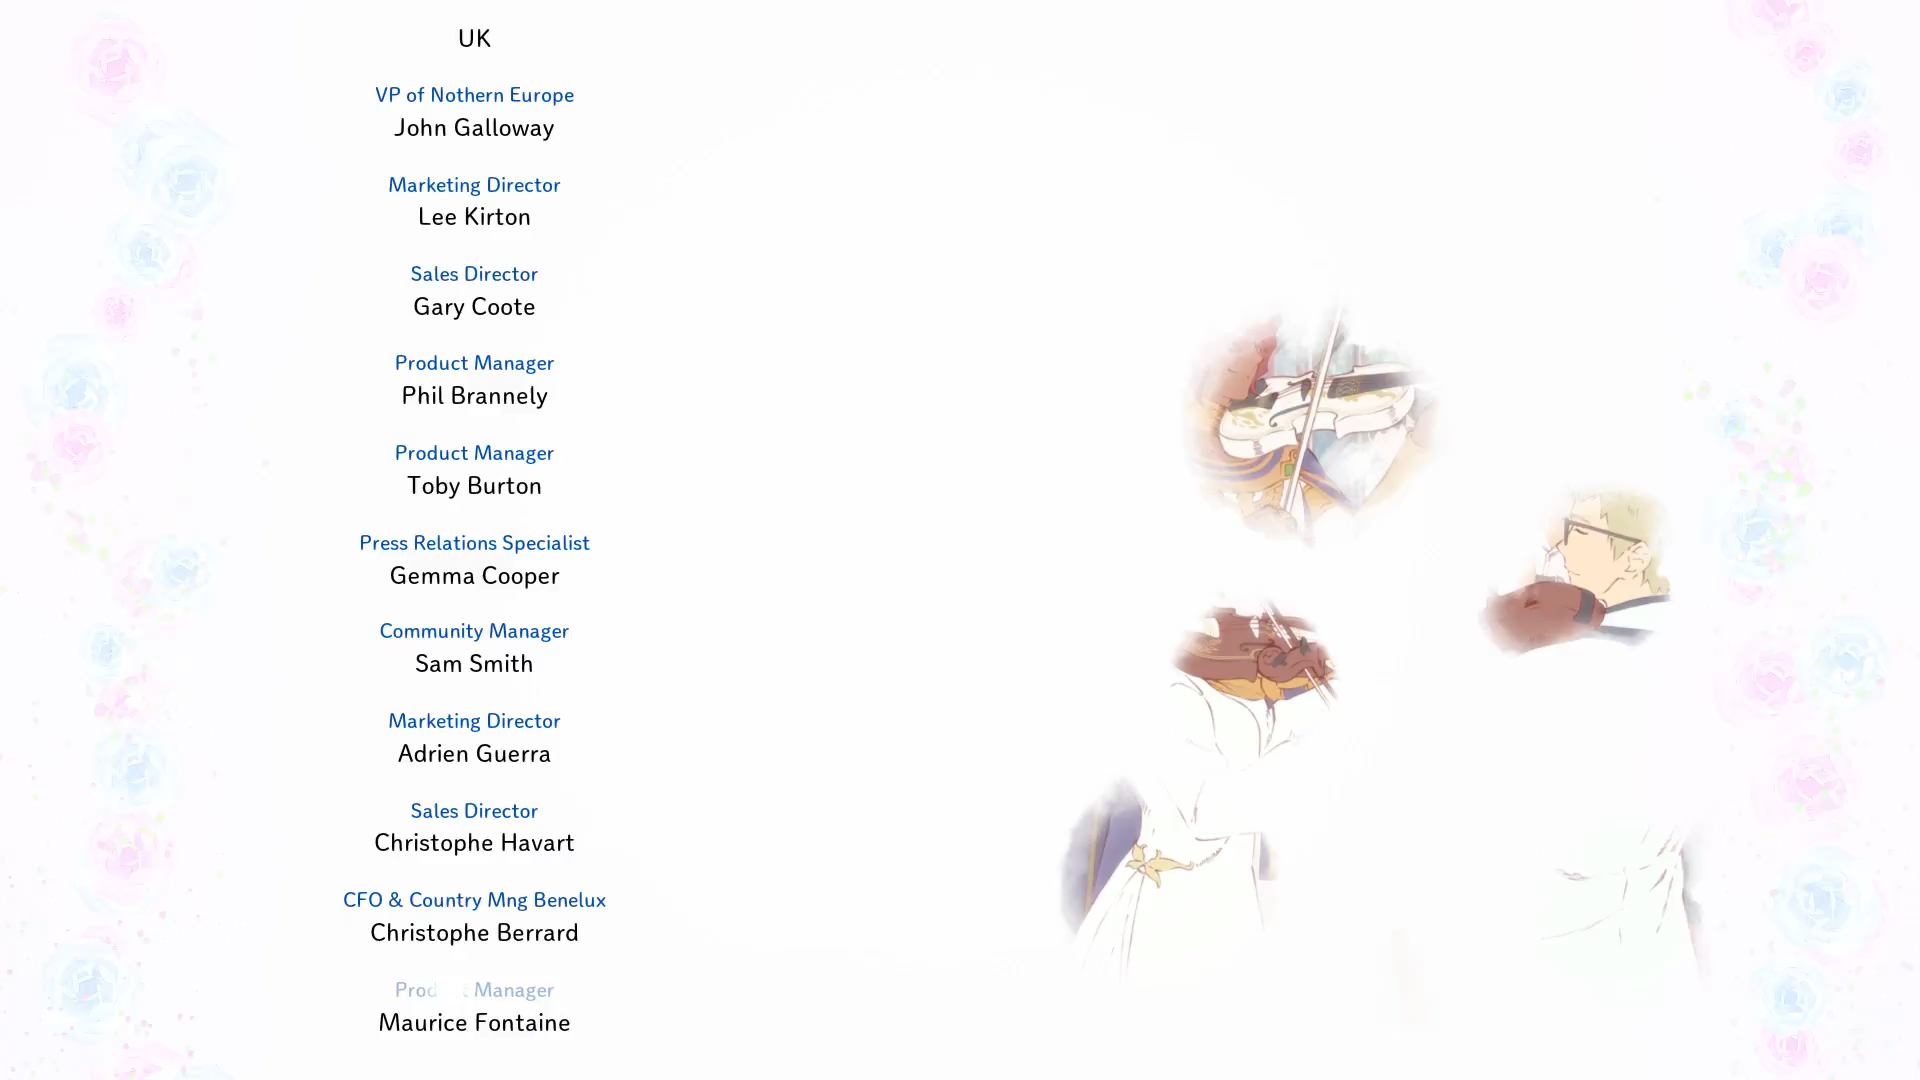 UK
VP of Nothern Europe
John Galloway
Marketing Director
Lee Kirton
Sales Director
Gary Coote
Product Manager
Phil Brannely
Product Manager
Toby Burton
Press Relations Specialist
Gemma Cooper
Community Manager
Sam Smith
Marketing Director
Adrien Guerra
Sales Director
Christophe Havart
CFO & Country Mng Benelux
Christophe Berrard
Product Manager
Maurice Fontaine